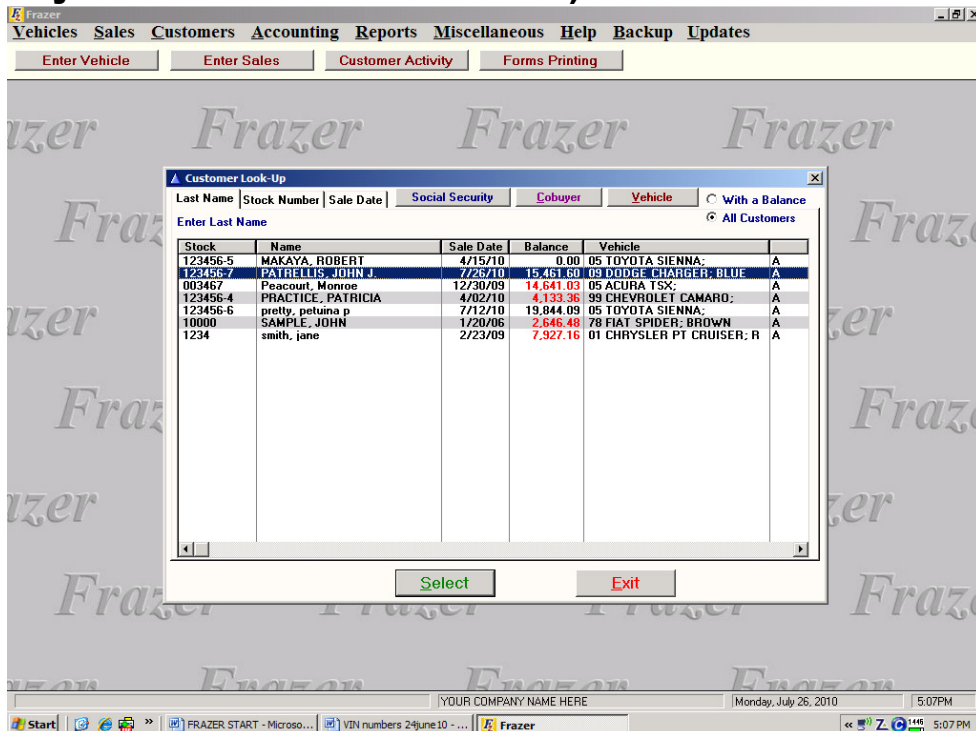 Frazer
Vehicles Sales Customers Accounting Reports Miscellaneous Help Backup Updates
Enter Vehicle Enter Sales Customer Activity Forms Printing
Frazer Frazer Frazer
Customer Look-Up
Last Name Stock Number Sale Date Social Security Cobuyer Vehicle With a Balance
Enter Last Name All Customers
Stock Name Sale Date Balance Vehicle
123456-5 MAKAYA, ROBERT 4/15/10 0.00 05 TOYOTA SIENNA; A
123456-7 PATRELLIS, JOHN J. 7/26/10 15,461.60 09 DODGE CHARGER; BLUE A
003467 Peacourt, Monroe 12/30/09 14,641.03 05 ACURA TSX; A
123456-4 PRACTICE, PATRICIA 4/02/10 4,133.36 99 CHEVROLET CAMARO; A
123456-6 pretty, petuina p 7/12/10 19,844.09 05 TOYOTA SIENNA; A
10000 SAMPLE, JOHN 1/20/06 2,646.48 78 FIAT SPIDER; BROWN A
1234 smith, jane 2/23/09 7,927.16 01 CHRYSLER PT CRUISER; R A
Select Exit
YOUR COMPANY NAME HERE Monday, July 26, 2010 5:07PM
Start FRAZER START - Microso... VIN numbers 24june10 - ... Frazer 5:07 PM